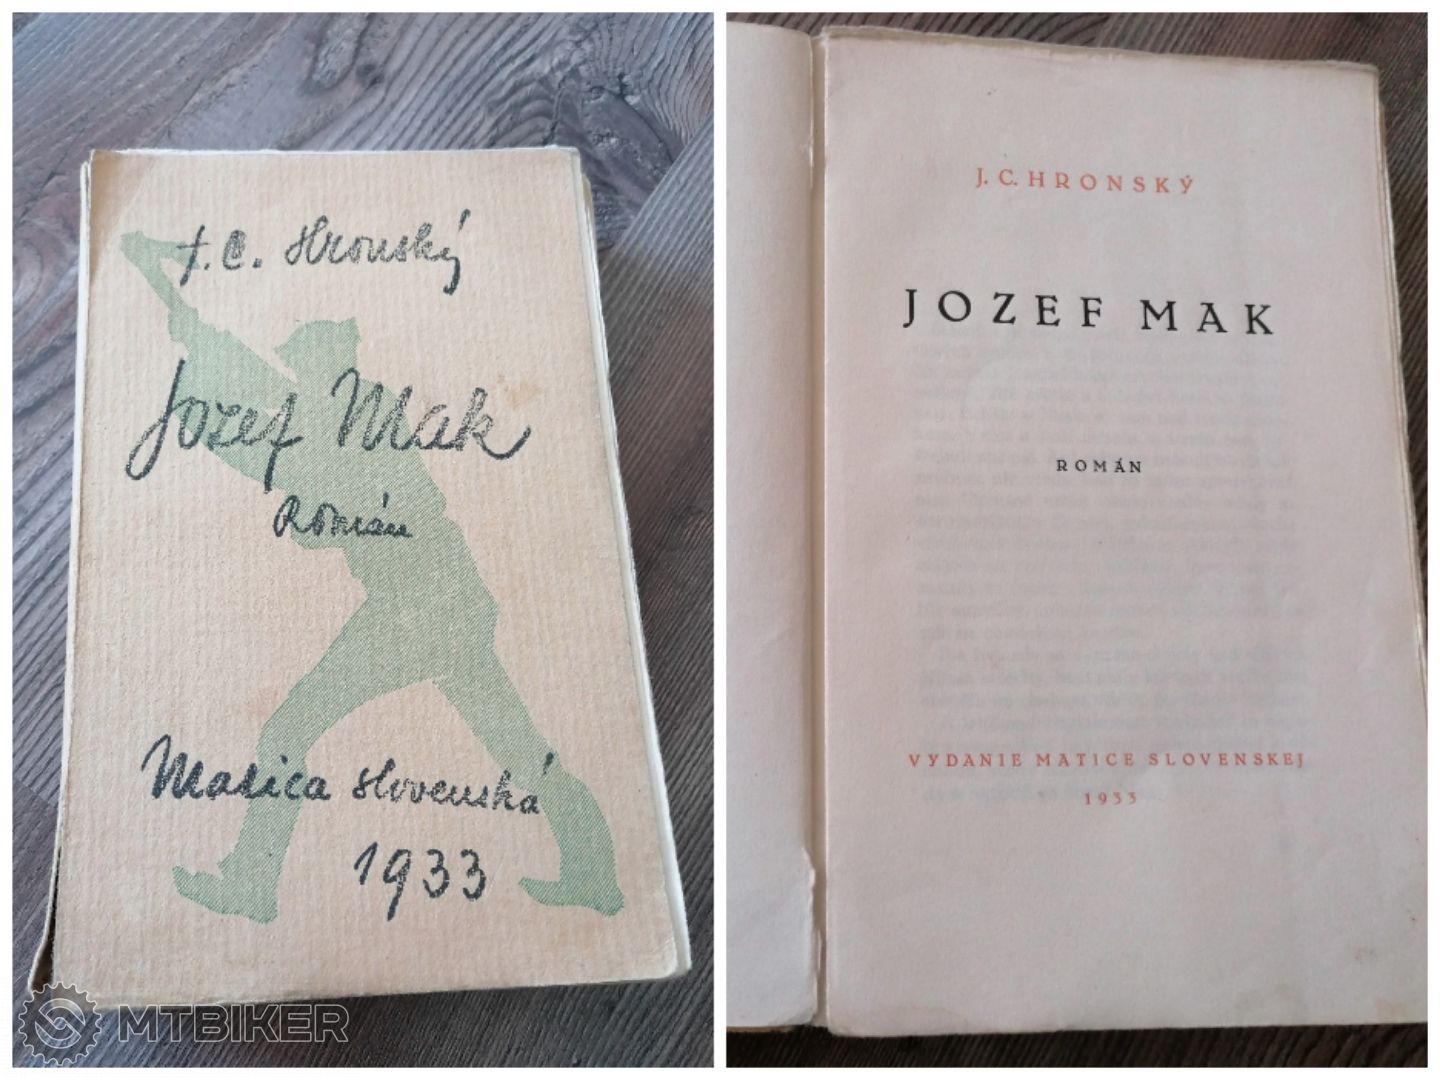 J. C. Hronský
Jozef Mak
Román
Matica slovenská
1933
MTBIKER
J. C. HRONSKÝ
JOZEF MAK
ROMÁN
VYDANIE MATICE SLOVENSKEJ
1933